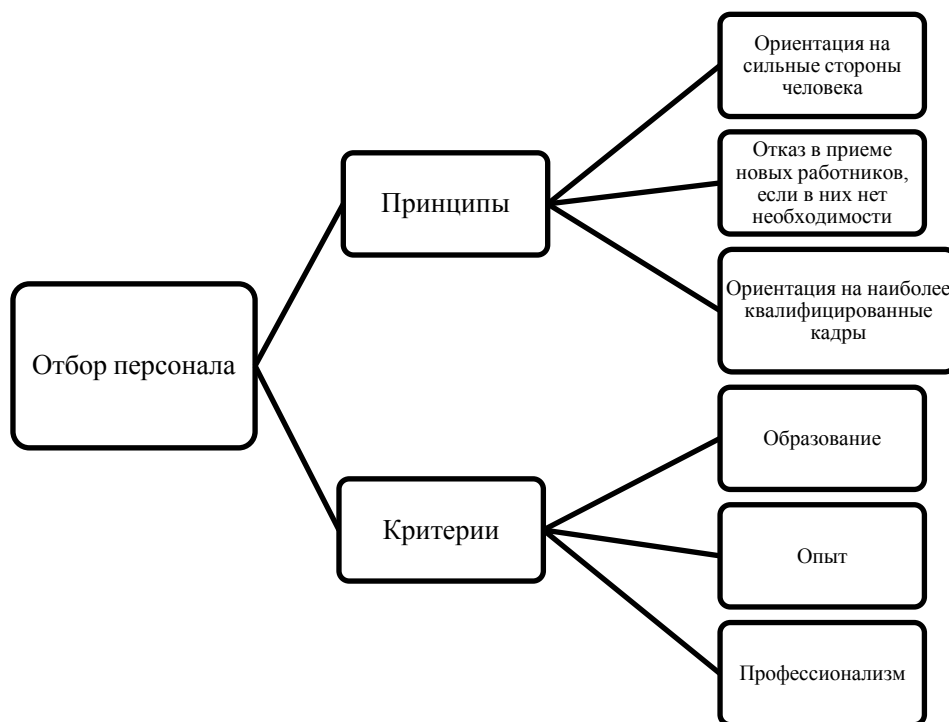 Отбор персонала
Принципы
Ориентация на
сильные стороны
человека
Отказ в приеме
новых работников,
если в них нет
необходимости
Ориентация на наиболее
квалифицированные
кадры
Критерии
Образование
Опыт
Профессионализм